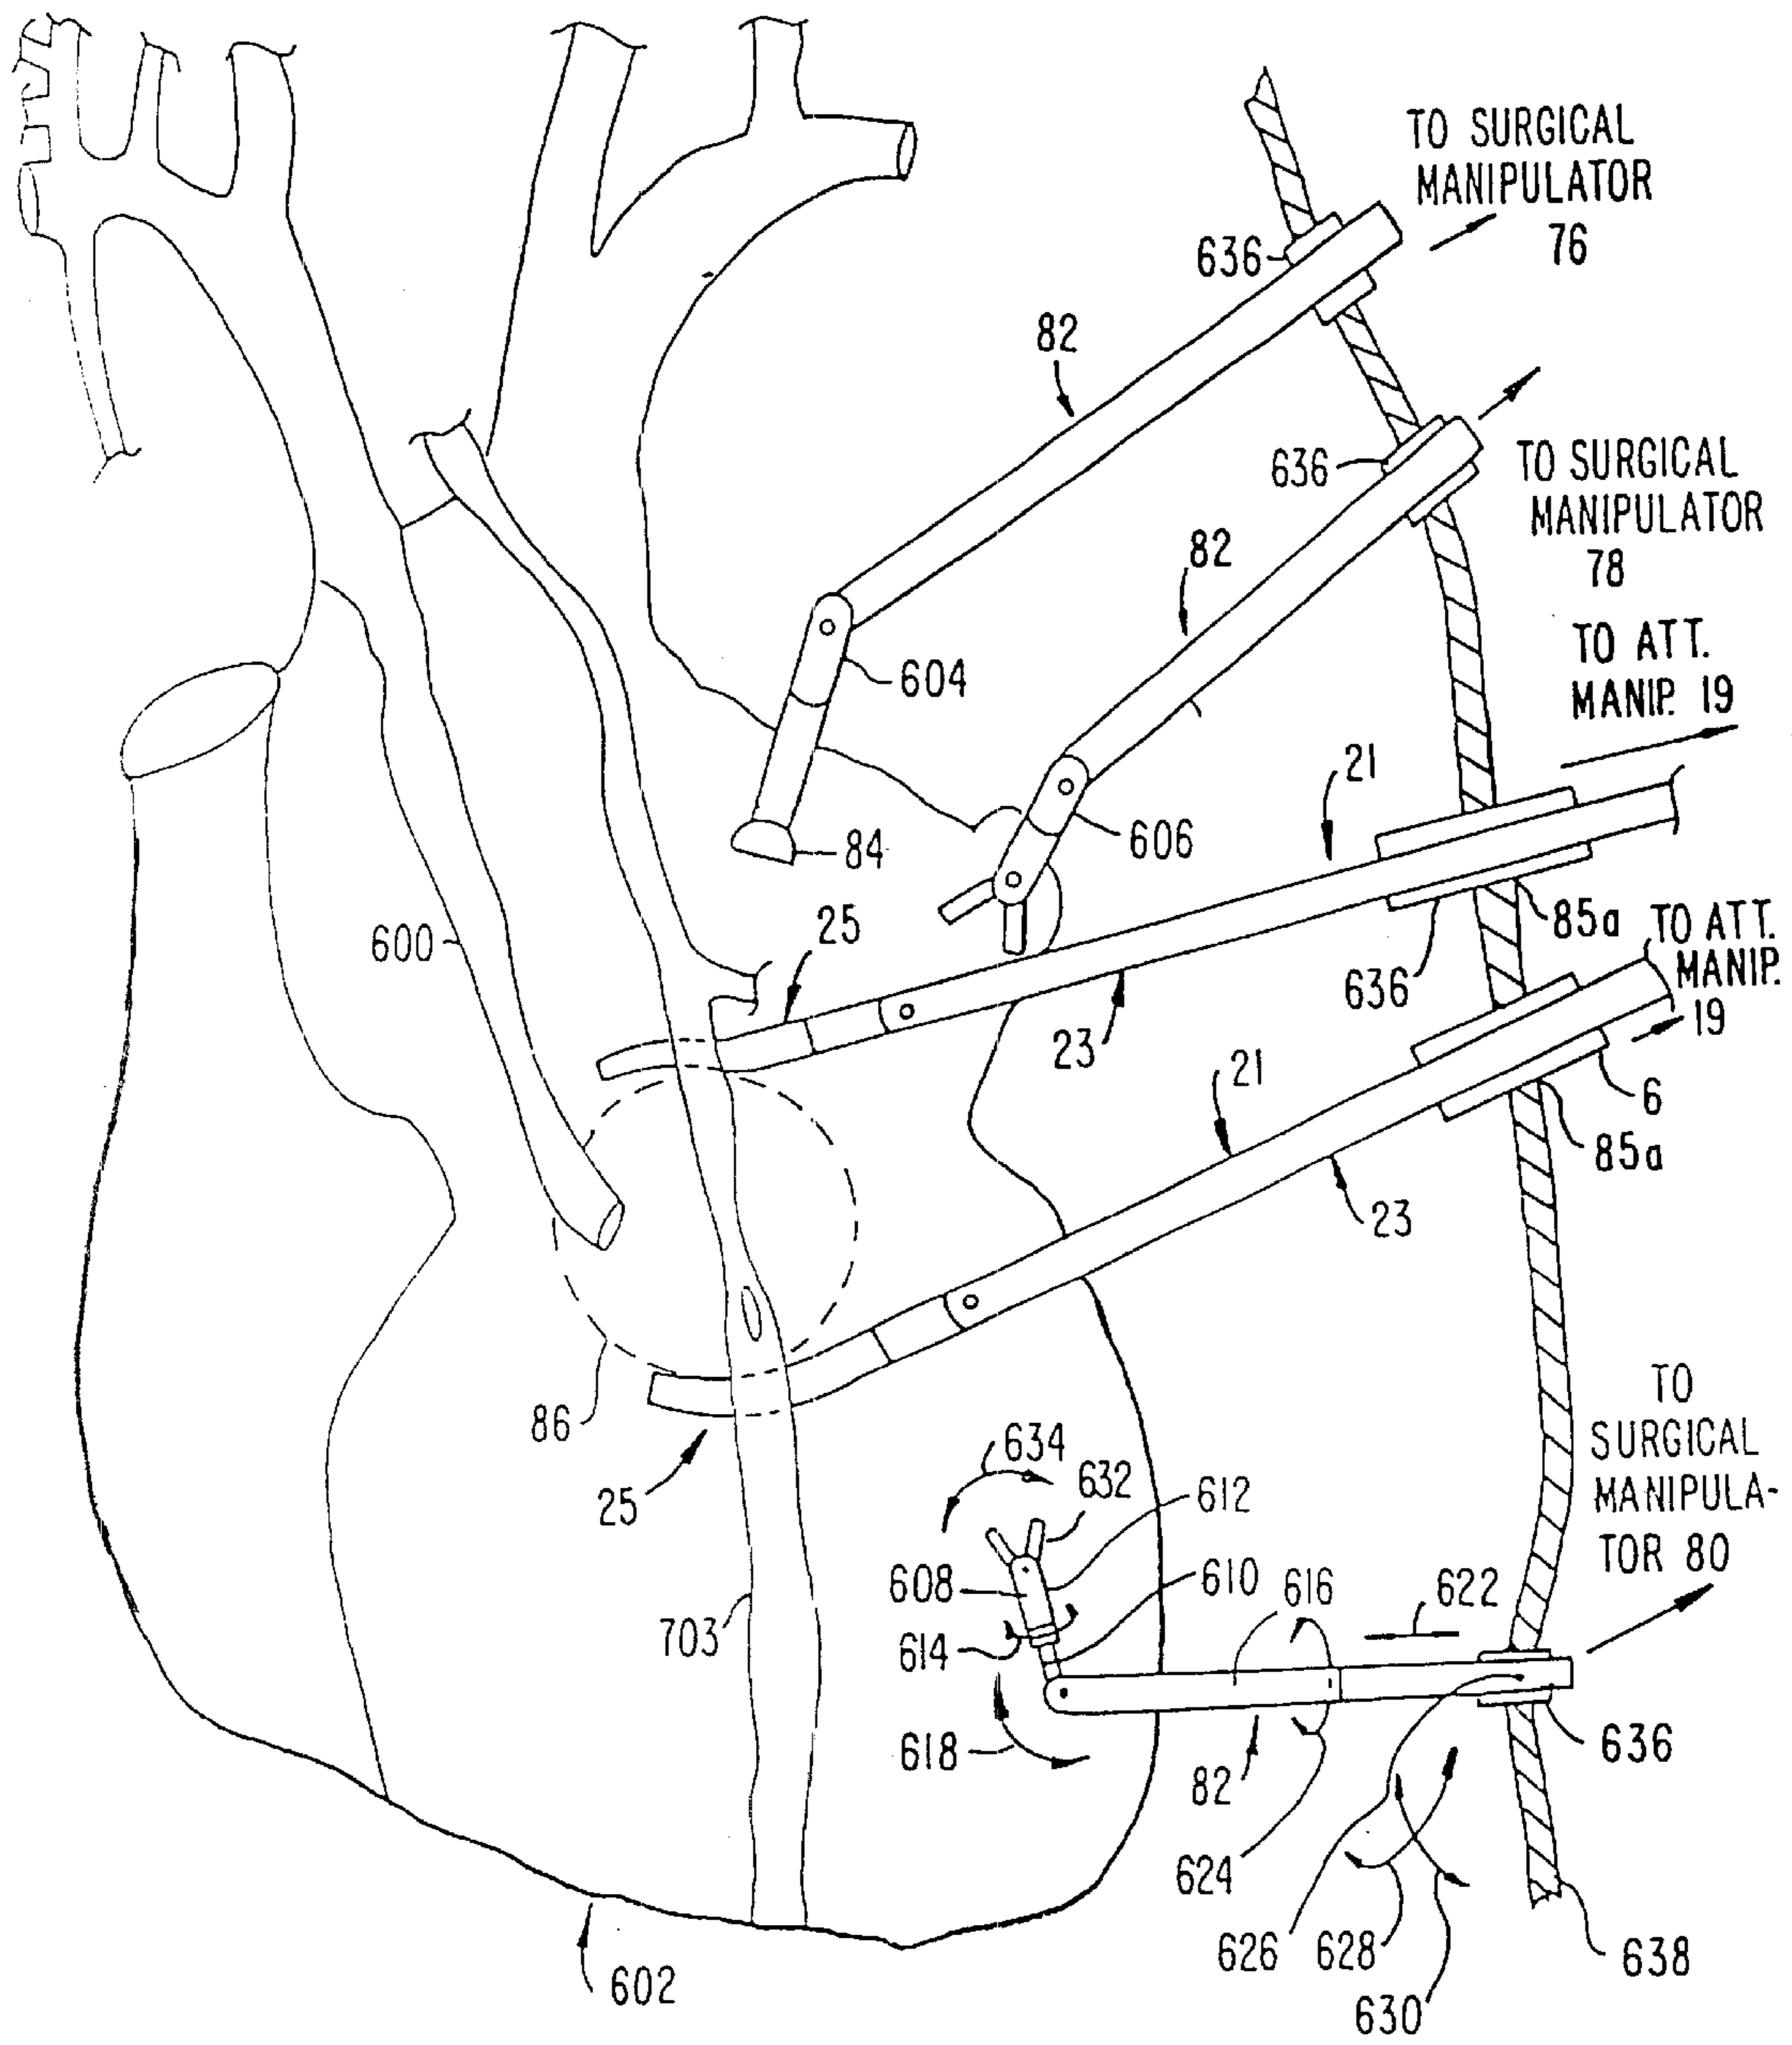 TO SURGICAL
MANIPULATOR
76
636
82
636
TO SURGICAL
MANIPULATOR
78
82
TO ATT.
MANIP. 19
604
21
606
84
25
85a
TO ATT.
MANIP.
19
600
636
23
21
6
85a
23
86
25
TO
SURGICAL
MANIPULA-
TOR 80
634
632
612
608
610
616
622
614
703
618
636
82
624
626
628
638
602
630